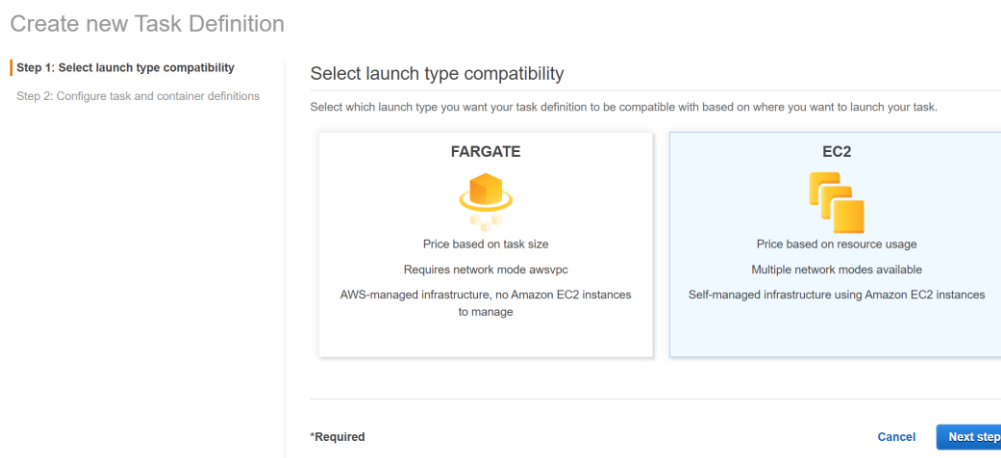 Create new Task Definition
Step 1: Select launch type compatibility
Step 2: Configure task and container definitions
Select launch type compatibility
Select which launch type you want your task definition to be compatible with based on where you want to launch your task.
FARGATE
Price based on task size
Requires network mode awsvpc
AWS-managed infrastructure, no Amazon EC2 instances
to manage
EC2
Price based on resource usage
Multiple network modes available
Self-managed infrastructure using Amazon EC2 instances
*Required
Cancel
Next step